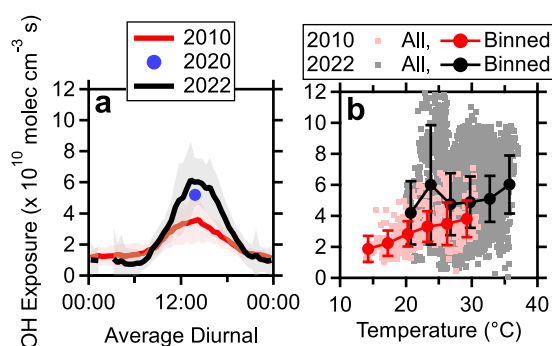 2010
2020
2022
2010 All, Binned
2022 All, Binned
OH Exposure (x 10^10 molec cm^-3 s)
a
12
10
8
6
4
2
0
00:00 12:00 00:00
Average Diurnal
b
12
10
8
6
4
2
0
10 20 30 40
Temperature (°C)